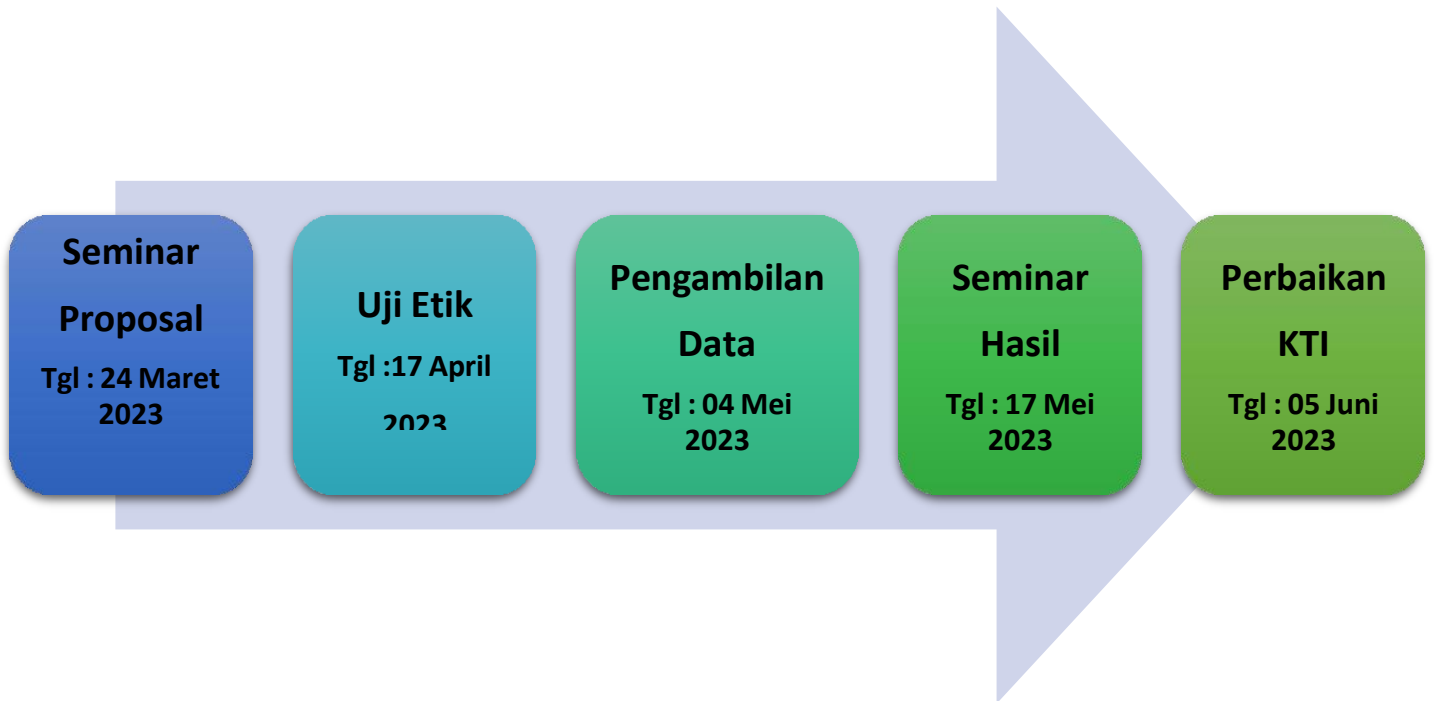 Seminar
Proposal
Tgl : 24 Maret
2023
Uji Etik
Tgl :17 April
2023
Pengambilan
Data
Tgl : 04 Mei
2023
Seminar
Hasil
Tgl : 17 Mei
2023
Perbaikan
KTI
Tgl : 05 Juni
2023